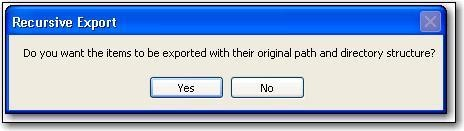 Recursive Export
Do you want the items to be exported with their original path and directory structure?
Yes No